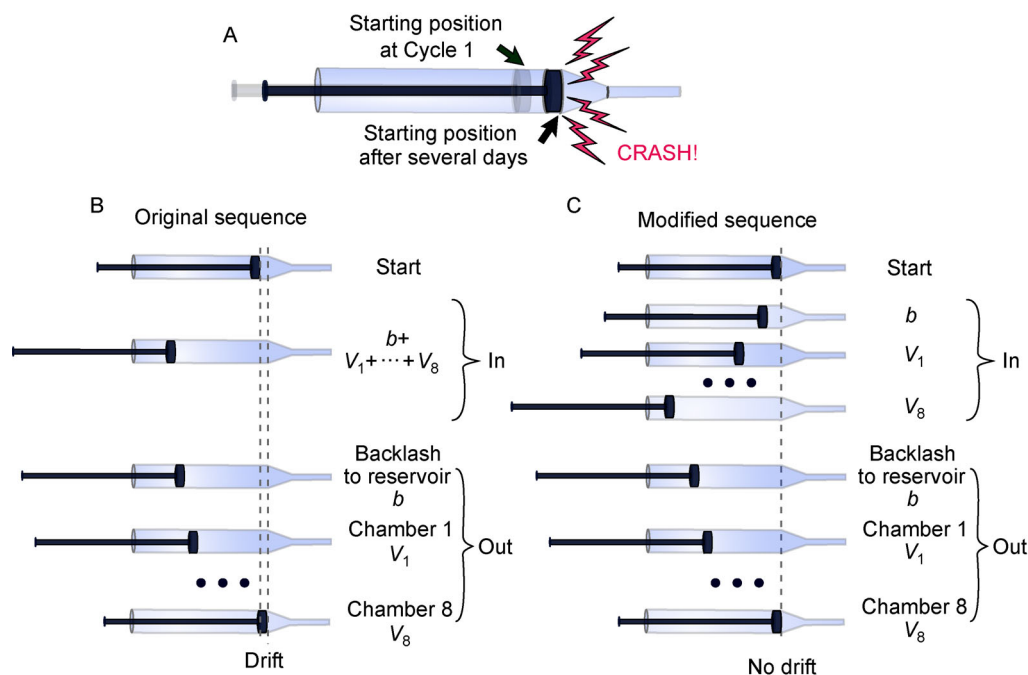 A
Starting position
at Cycle 1
Starting position
after several days
CRASH!
B
Original sequence
Start
b+
V1+ ··· + V8
In
Backlash
to reservoir
b
Chamber 1
V1
Out
Chamber 8
V8
Drift
C
Modified sequence
Start
b
V1
V8
In
Backlash
to reservoir
b
Chamber 1
V1
Out
Chamber 8
V8
No drift